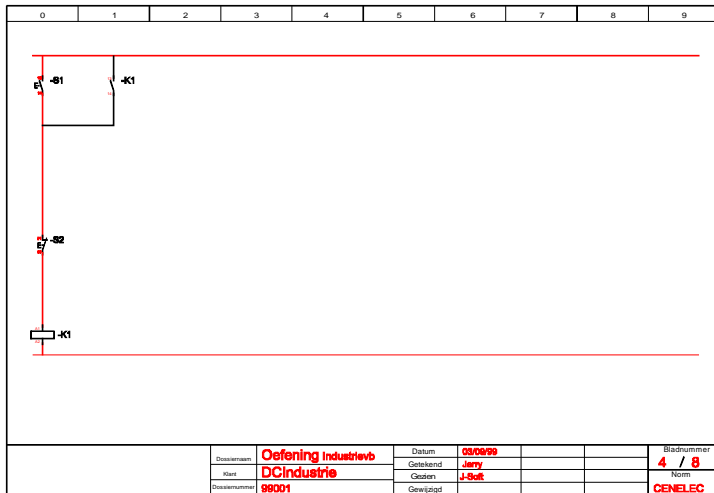 0 1 2 3 4 5 6 7 8 9
-S1
-K1
E
-S2
E
-K1
Dossiernaam Oefening Industrievb
Klant DCIndustrie
Dossiernummer 99001
Datum 03/09/99
Getekend Jerry
Gezien J-Soft
Gewijzigd
Bladnummer
4 / 8
Norm
CENELEC